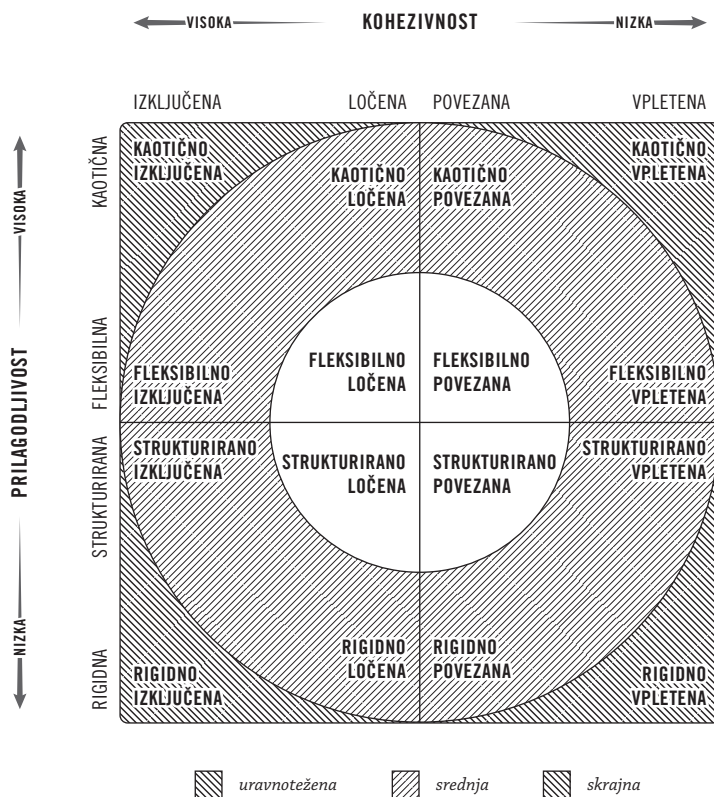 VISOKA KOHEZIVNOST NIZKA
IZKLJUČENA LOČENA POVEZANA VPLETENA
PRILAGODLJIVOST
VISOKA
NIZKA
KAOTIČNA
FLEKSIBILNA
STRUKTURIRANA
RIGIDNA
KAOTIČNO
IZKLJUČENA
KAOTIČNO
LOČENA
KAOTIČNO
POVEZANA
KAOTIČNO
VPLETENA
FLEKSIBILNO
IZKLJUČENA
FLEKSIBILNO
LOČENA
FLEKSIBILNO
POVEZANA
FLEKSIBILNO
VPLETENA
STRUKTURIRANO
IZKLJUČENA
STRUKTURIRANO
LOČENA
STRUKTURIRANO
POVEZANA
STRUKTURIRANO
VPLETENA
RIGIDNO
IZKLJUČENA
RIGIDNO
LOČENA
RIGIDNO
POVEZANA
RIGIDNO
VPLETENA
uravnotežena srednja skrajna